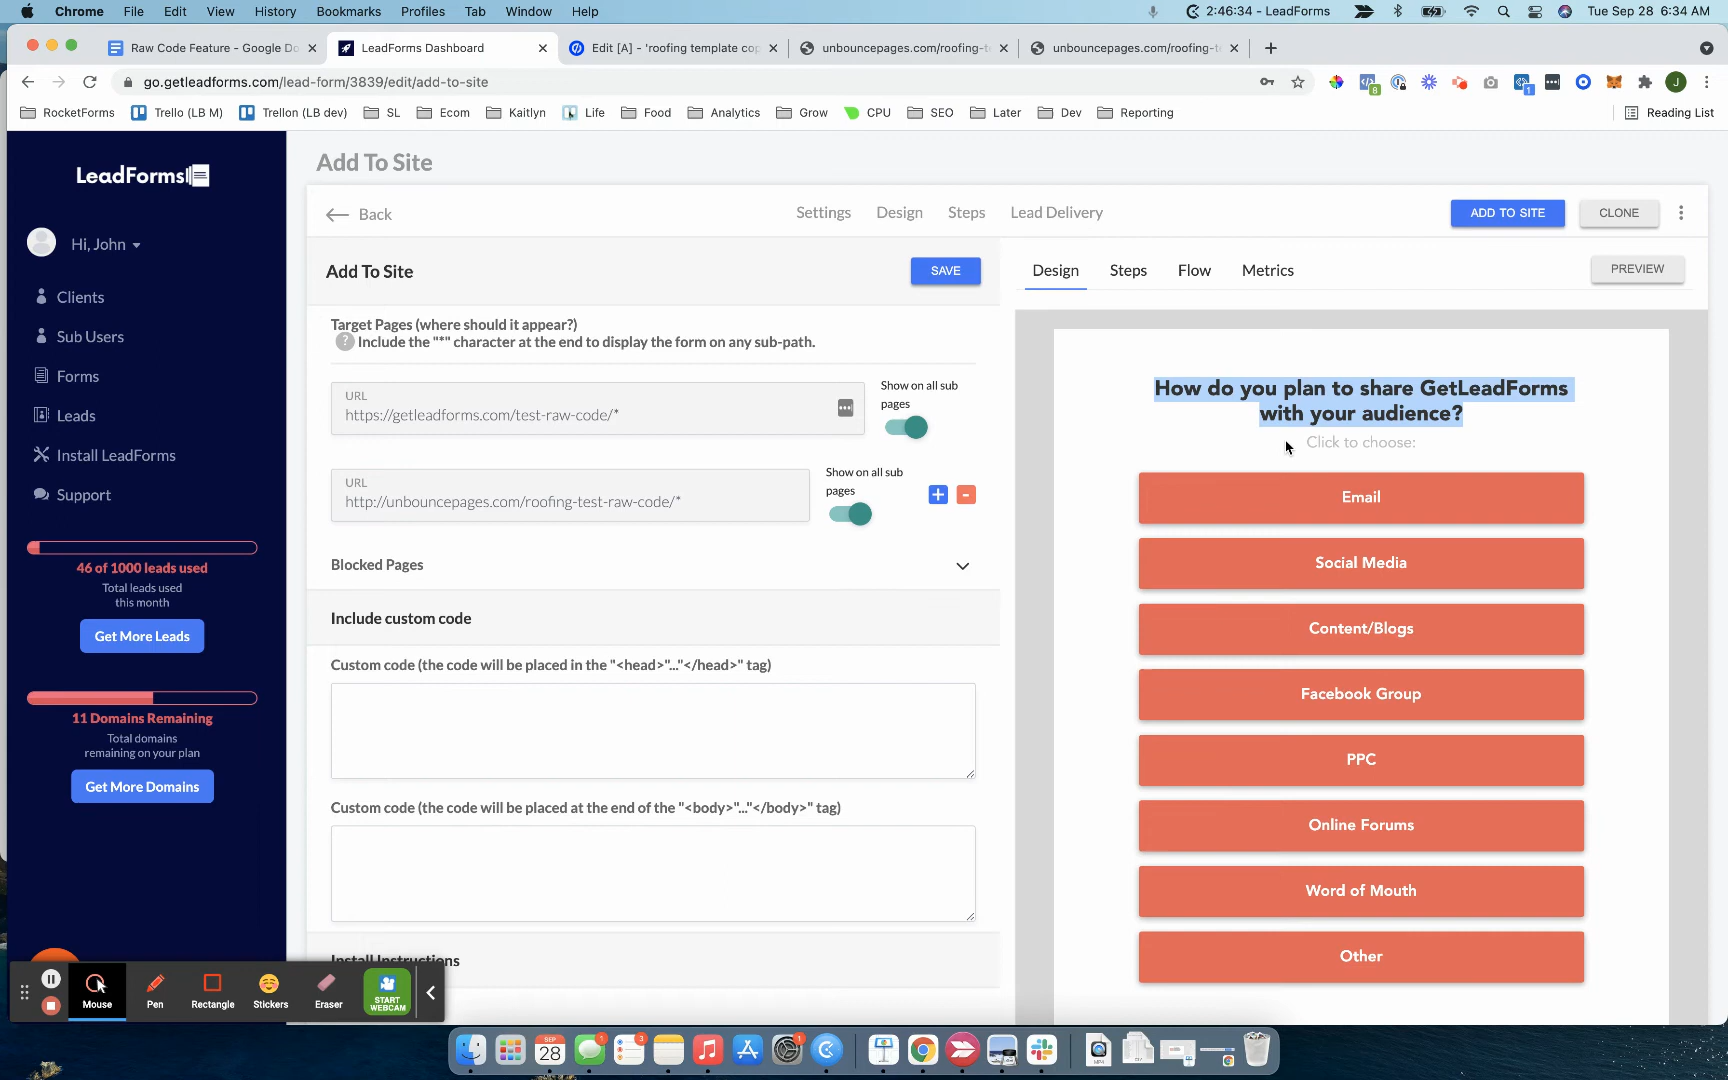 Chrome File Edit View History Bookmarks Profiles Tab Window Help 2:46:34 - LeadForms Tue Sep 28 6:34 AM
Raw Code Feature - Google Do LeadForms Dashboard Edit [A] - 'roofing template cop unbouncepages.com/roofing-t unbouncepages.com/roofing-t
go.getleadforms.com/lead-form/3839/edit/add-to-site 8 1 J
RocketForms Trello (LB M) Trellon (LB dev) SL Ecom Kaitlyn Life Food Analytics Grow CPU SEO Later Dev Reporting Reading List
LeadForms
Hi, John
Clients
Sub Users
Forms
Leads
Install LeadForms
Support
46 of 1000 leads used
Total leads used
this month
Get More Leads
11 Domains Remaining
Total domains
remaining on your plan
Get More Domains
Add To Site
Back Settings Design Steps Lead Delivery ADD TO SITE CLONE
Add To Site SAVE
Target Pages (where should it appear?)
? Include the "*" character at the end to display the form on any sub-path.
URL
https://getleadforms.com/test-raw-code/*
Show on all sub
pages
URL
http://unbouncepages.com/roofing-test-raw-code/*
Show on all sub
pages
+ -
Blocked Pages
Include custom code
Custom code (the code will be placed in the "<head>"..."</head>" tag)
Custom code (the code will be placed at the end of the "<body>"..."</body>" tag)
Install Instructions
Design Steps Flow Metrics PREVIEW
How do you plan to share GetLeadForms
with your audience?
Click to choose:
Email
Social Media
Content/Blogs
Facebook Group
PPC
Online Forums
Word of Mouth
Other
Mouse Pen Rectangle Stickers Eraser START
WEBCAM
SEP
28 1 3 1